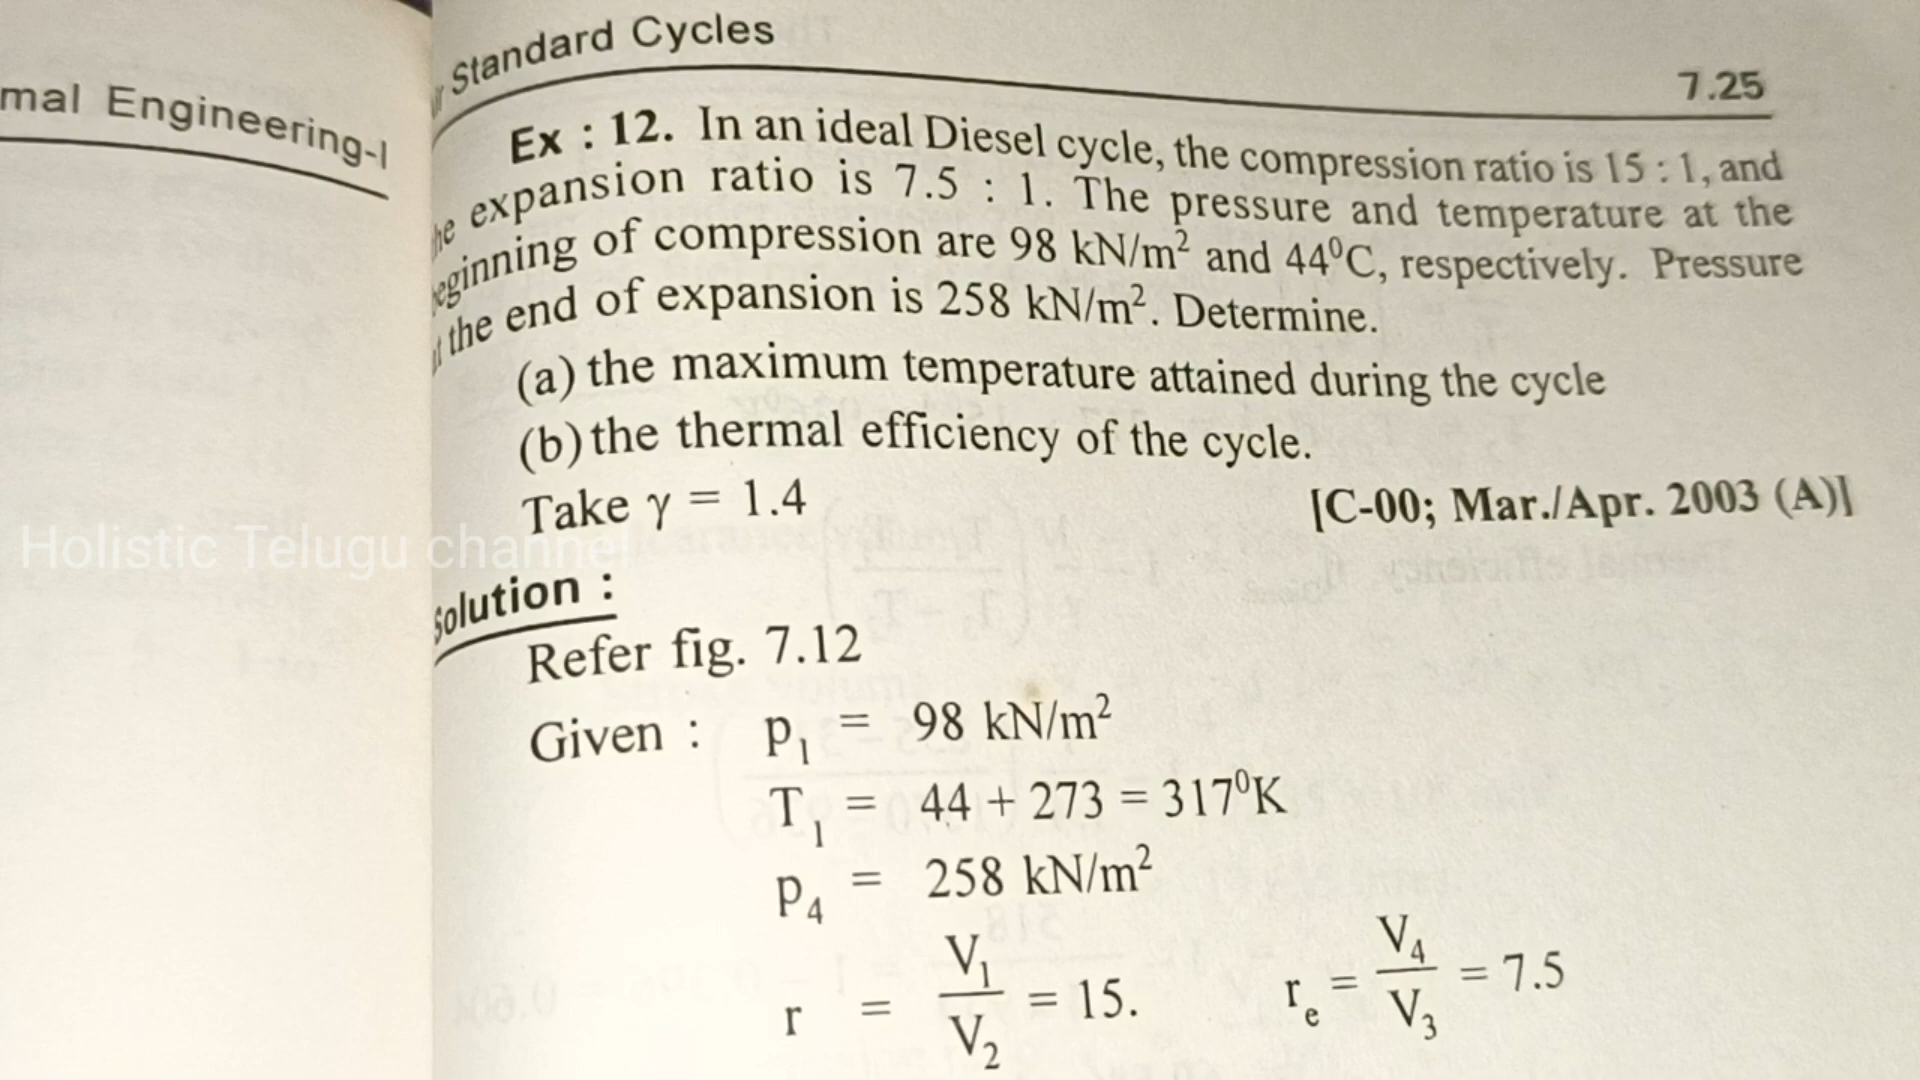 mal Engineering-I
Standard Cycles
7.25
Ex : 12. In an ideal Diesel cycle, the compression ratio is 15 : 1, and
he expansion ratio is 7.5 : 1. The pressure and temperature at the
eginning of compression are 98 kN/m² and 44⁰C, respectively. Pressure
t the end of expansion is 258 kN/m². Determine.
(a) the maximum temperature attained during the cycle
(b) the thermal efficiency of the cycle.
Take γ = 1.4
[C-00; Mar./Apr. 2003 (A)]
Holistic Telugu channel
Solution :
Refer fig. 7.12
Given : p₁ = 98 kN/m²
T₁ = 44 + 273 = 317⁰K
p₄ = 258 kN/m²
r = V₁/V₂ = 15. rₑ = V₄/V₃ = 7.5